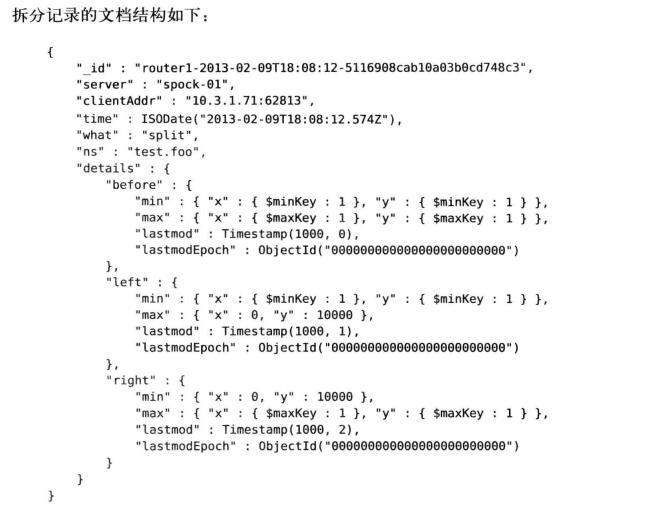 拆分记录的文档结构如下：
{
"_id" : "router1-2013-02-09T18:08:12-5116908cab10a03b0cd748c3",
"server" : "spock-01",
"clientAddr" : "10.3.1.71:62813",
"time" : ISODate("2013-02-09T18:08:12.574Z"),
"what" : "split",
"ns" : "test.foo",
"details" : {
"before" : {
"min" : { "x" : { $minKey : 1 }, "y" : { $minKey : 1 } },
"max" : { "x" : { $maxKey : 1 }, "y" : { $maxKey : 1 } },
"lastmod" : Timestamp(1000, 0),
"lastmodEpoch" : ObjectId("000000000000000000000000")
},
"left" : {
"min" : { "x" : { $minKey : 1 }, "y" : { $minKey : 1 } },
"max" : { "x" : 0, "y" : 10000 },
"lastmod" : Timestamp(1000, 1),
"lastmodEpoch" : ObjectId("000000000000000000000000")
},
"right" : {
"min" : { "x" : 0, "y" : 10000 },
"max" : { "x" : { $maxKey : 1 }, "y" : { $maxKey : 1 } },
"lastmod" : Timestamp(1000, 2),
"lastmodEpoch" : ObjectId("000000000000000000000000")
}
}
}